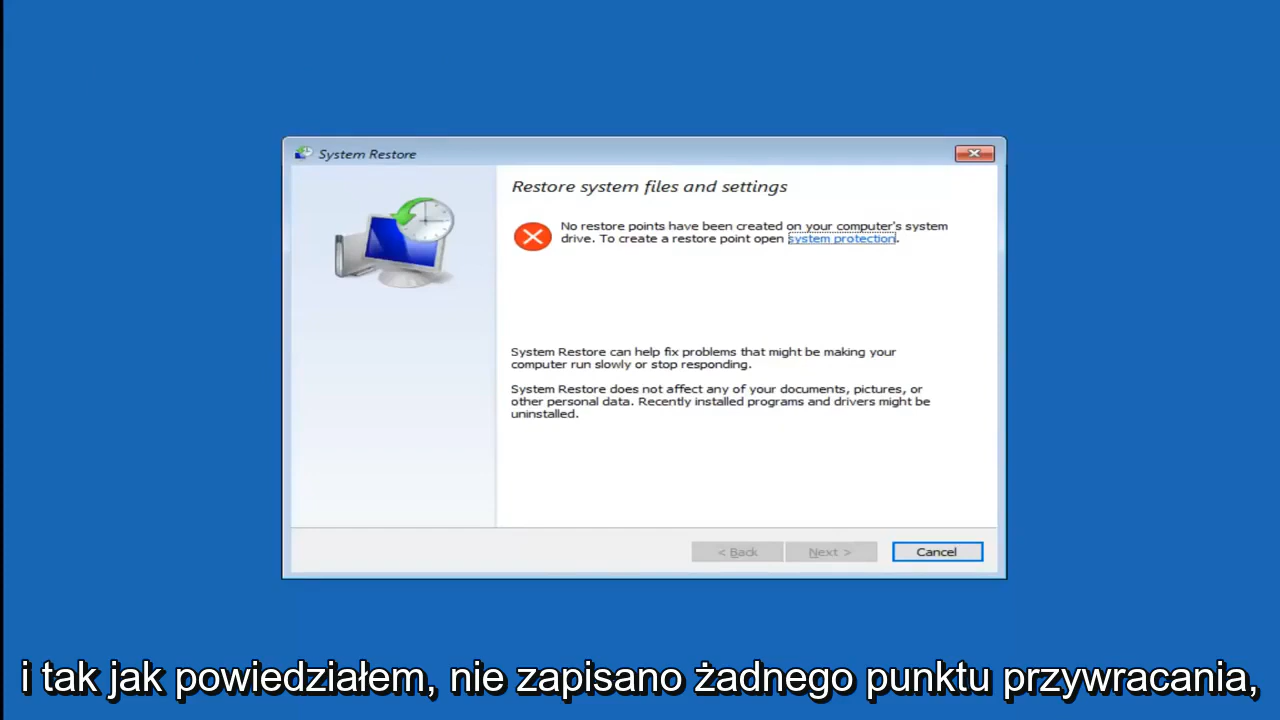 System Restore
Restore system files and settings
No restore points have been created on your computer's system
drive. To create a restore point open system protection.
System Restore can help fix problems that might be making your
computer run slowly or stop responding.
System Restore does not affect any of your documents, pictures, or
other personal data. Recently installed programs and drivers might be
uninstalled.
< Back Next > Cancel
i tak jak powiedziałem, nie zapisano żadnego punktu przywracania,